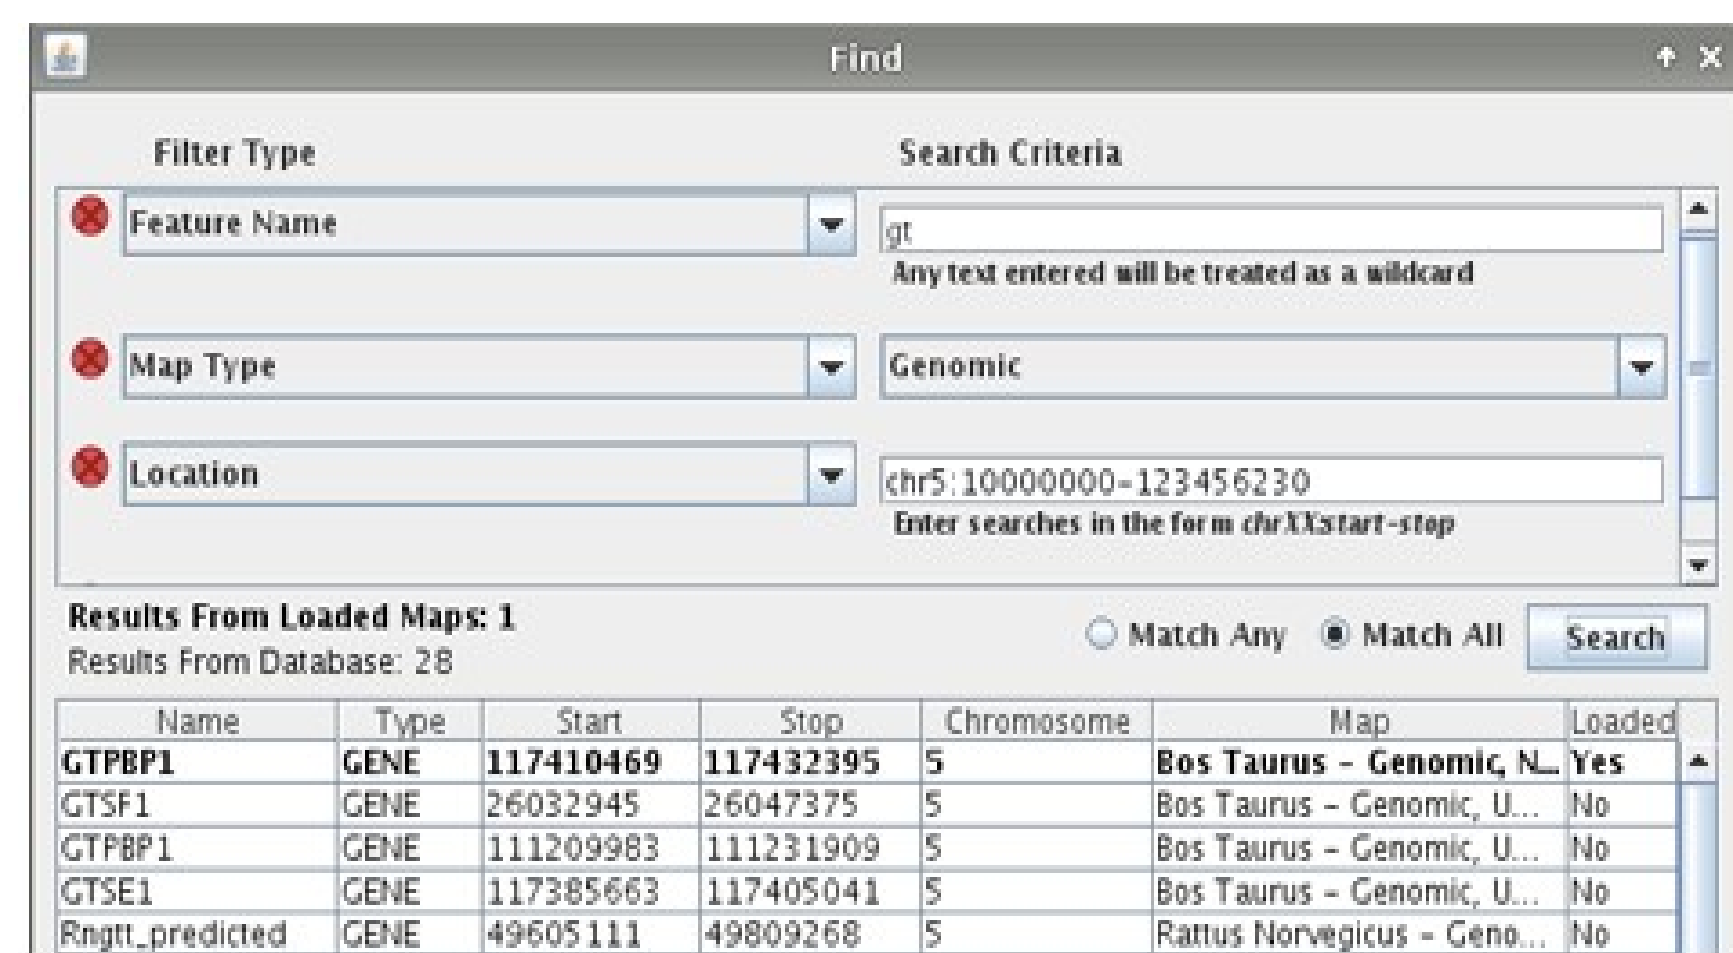 Find
Filter Type Search Criteria
Feature Name gt
Any text entered will be treated as a wildcard
Map Type Genomic
Location chr5:10000000-123456230
Enter searches in the form chrXX:start-stop
Results From Loaded Maps: 1
Match Any Match All Search
Results From Database: 28
Name Type Start Stop Chromosome Map Loaded
GTPBP1 GENE 117410469 117432395 5 Bos Taurus - Genomic, N... Yes
GTSF1 GENE 26032945 26047375 5 Bos Taurus - Genomic, U... No
GTPBP1 GENE 111209983 111231909 5 Bos Taurus - Genomic, U... No
GTSE1 GENE 117385663 117405041 5 Bos Taurus - Genomic, U... No
Rngtt_predicted GENE 49605111 49809268 5 Rattus Norvegicus - Geno... No